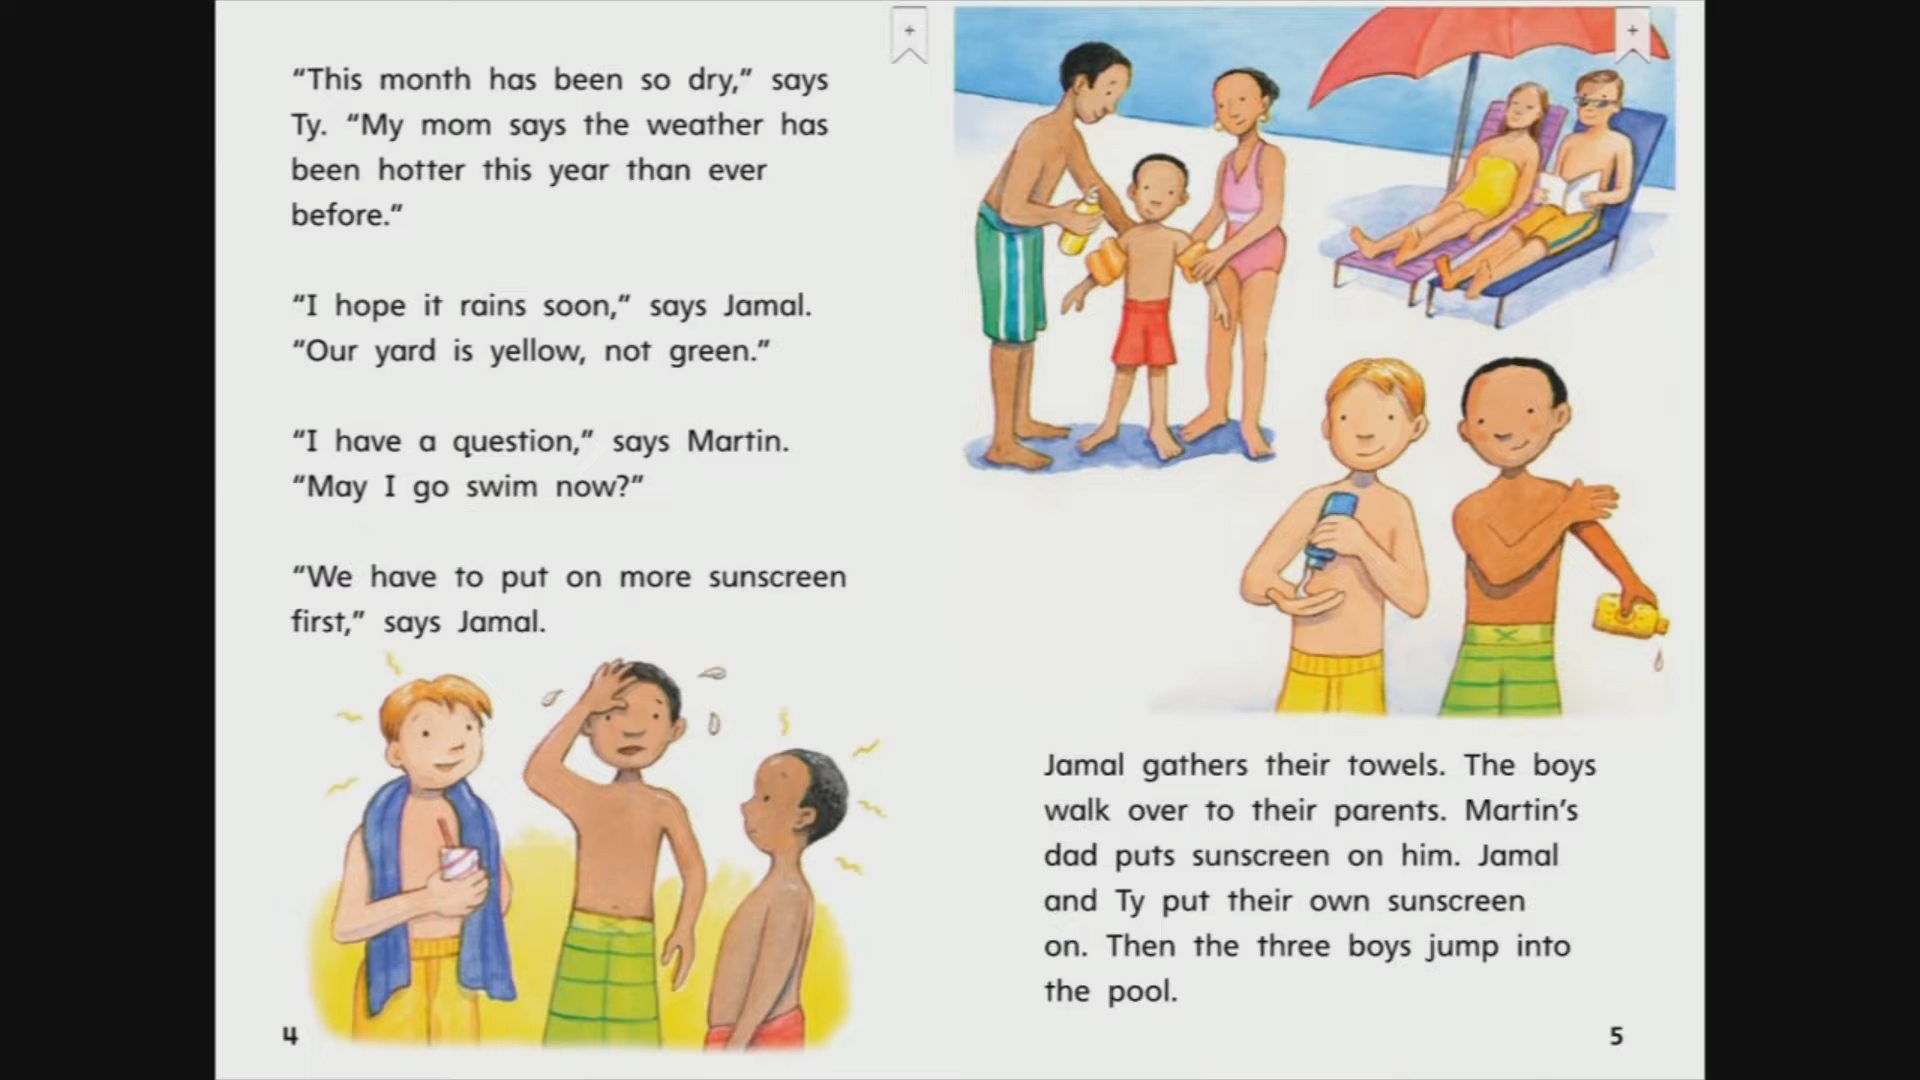 “This month has been so dry,” says
Ty. “My mom says the weather has
been hotter this year than ever
before.”
“I hope it rains soon,” says Jamal.
“Our yard is yellow, not green.”
“I have a question,” says Martin.
“May I go swim now?”
“We have to put on more sunscreen
first,” says Jamal.
4
Jamal gathers their towels. The boys
walk over to their parents. Martin’s
dad puts sunscreen on him. Jamal
and Ty put their own sunscreen
on. Then the three boys jump into
the pool.
5